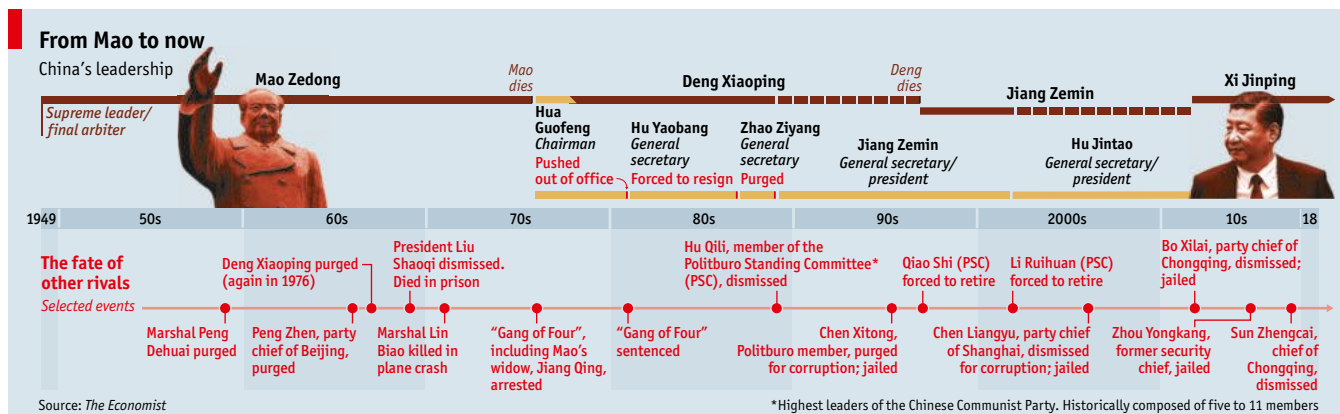 From Mao to now
China's leadership
Mao Zedong
Mao
dies
Deng Xiaoping
Deng
dies
Jiang Zemin
Xi Jinping
Supreme leader/
final arbiter
Hua
Guofeng
Chairman
Pushed
out of office
Hu Yaobang
General
secretary
Forced to resign
Zhao Ziyang
General
secretary
Purged
Jiang Zemin
General secretary/
president
Hu Jintao
General secretary/
president
1949 50s 60s 70s 80s 90s 2000s 10s 18
The fate of
other rivals
Selected events
Marshal Peng
Dehuai purged
Deng Xiaoping purged
(again in 1976)
Peng Zhen, party
chief of Beijing,
purged
President Liu
Shaoqi dismissed.
Died in prison
Marshal Lin
Biao killed in
plane crash
"Gang of Four",
including Mao's
widow, Jiang Qing,
arrested
"Gang of Four"
sentenced
Hu Qili, member of the
Politburo Standing Committee*
(PSC), dismissed
Chen Xitong,
Politburo member, purged
for corruption; jailed
Qiao Shi (PSC)
forced to retire
Li Ruihuan (PSC)
forced to retire
Chen Liangyu, party chief
of Shanghai, dismissed
for corruption; jailed
Bo Xilai, party chief of
Chongqing, dismissed;
jailed
Zhou Yongkang,
former security
chief, jailed
Sun Zhengcai,
chief of
Chongqing,
dismissed
Source: The Economist
*Highest leaders of the Chinese Communist Party. Historically composed of five to 11 members